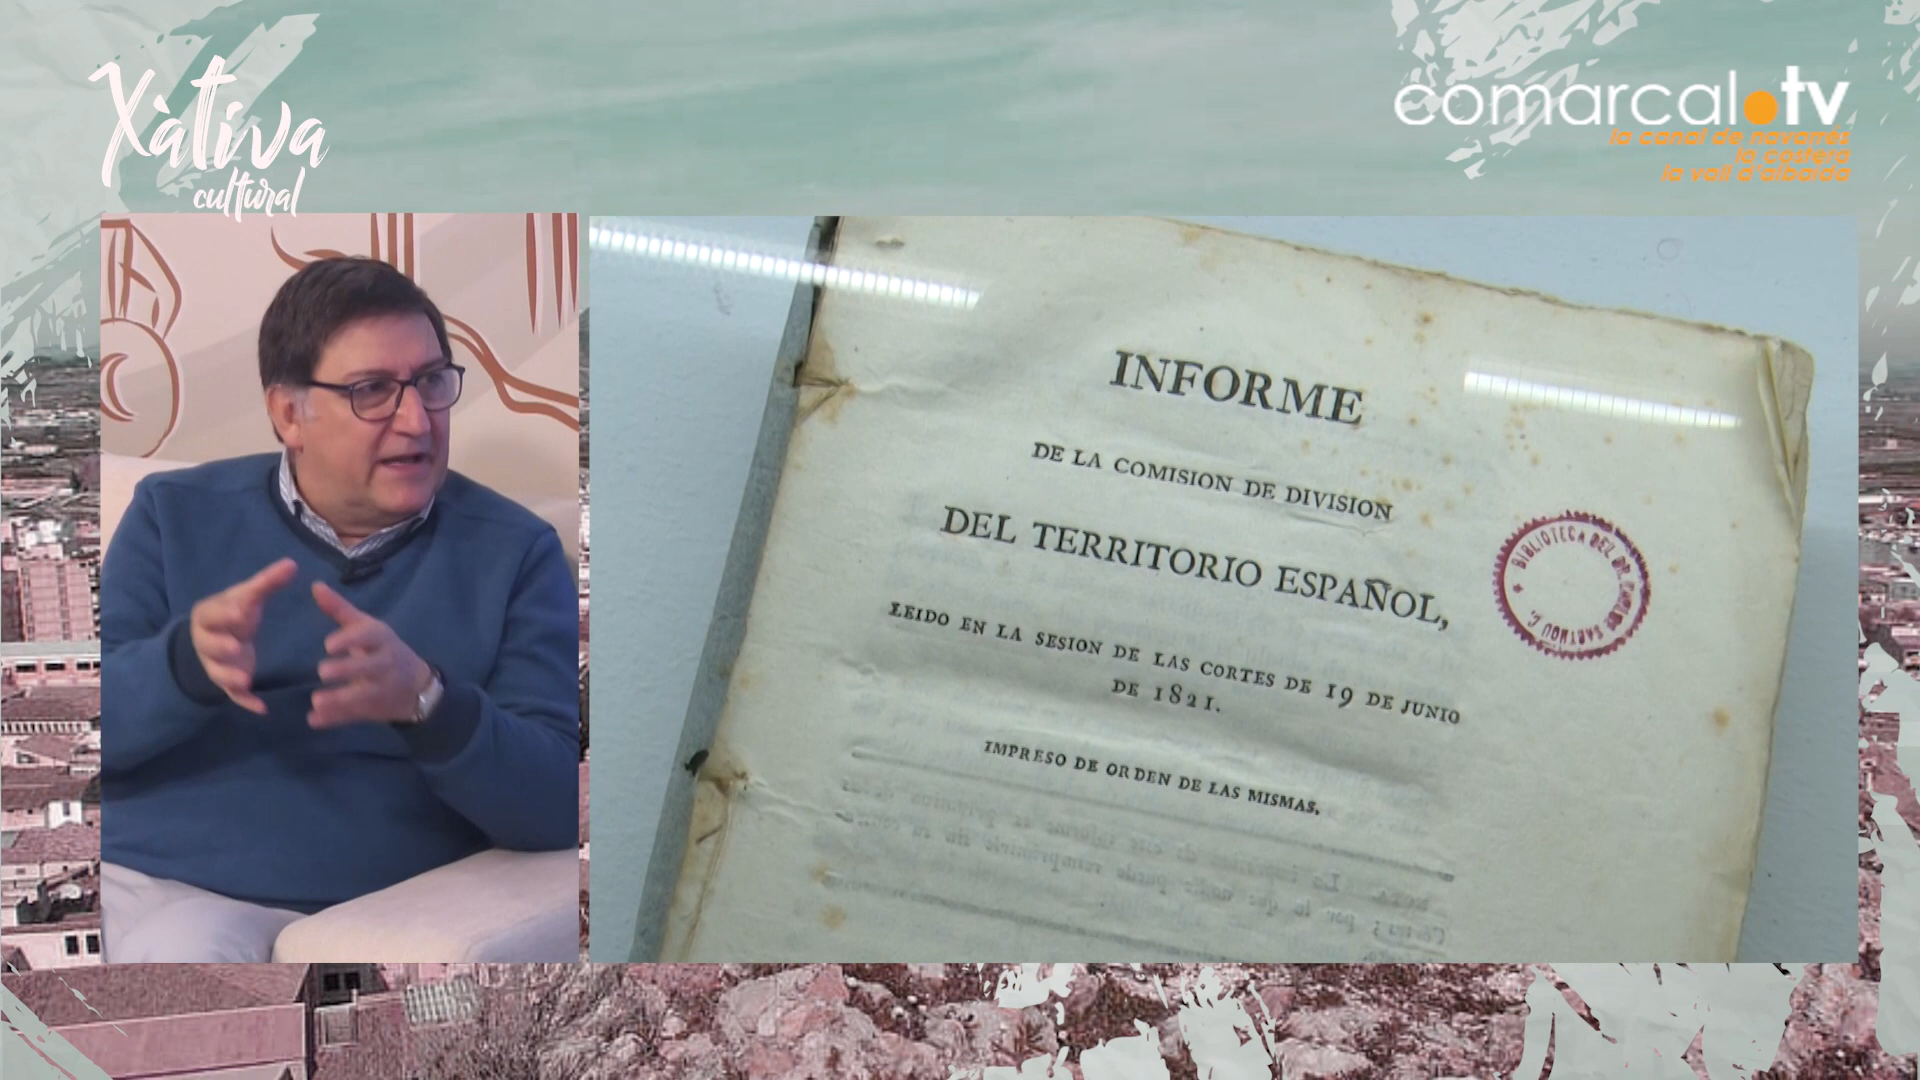 Xàtiva
cultural
comarcal.tv
la canal de navarrés
la costera
la vall d'albaida
INFORME
DE LA COMISION DE DIVISION
DEL TERRITORIO ESPAÑOL,
LEIDO EN LA SESION DE LAS CORTES DE 19 DE JUNIO
DE 1821.
IMPRESO DE ORDEN DE LAS MISMAS.
BIBLIOTECA DEL DR. CARLOS SARTHOU C.